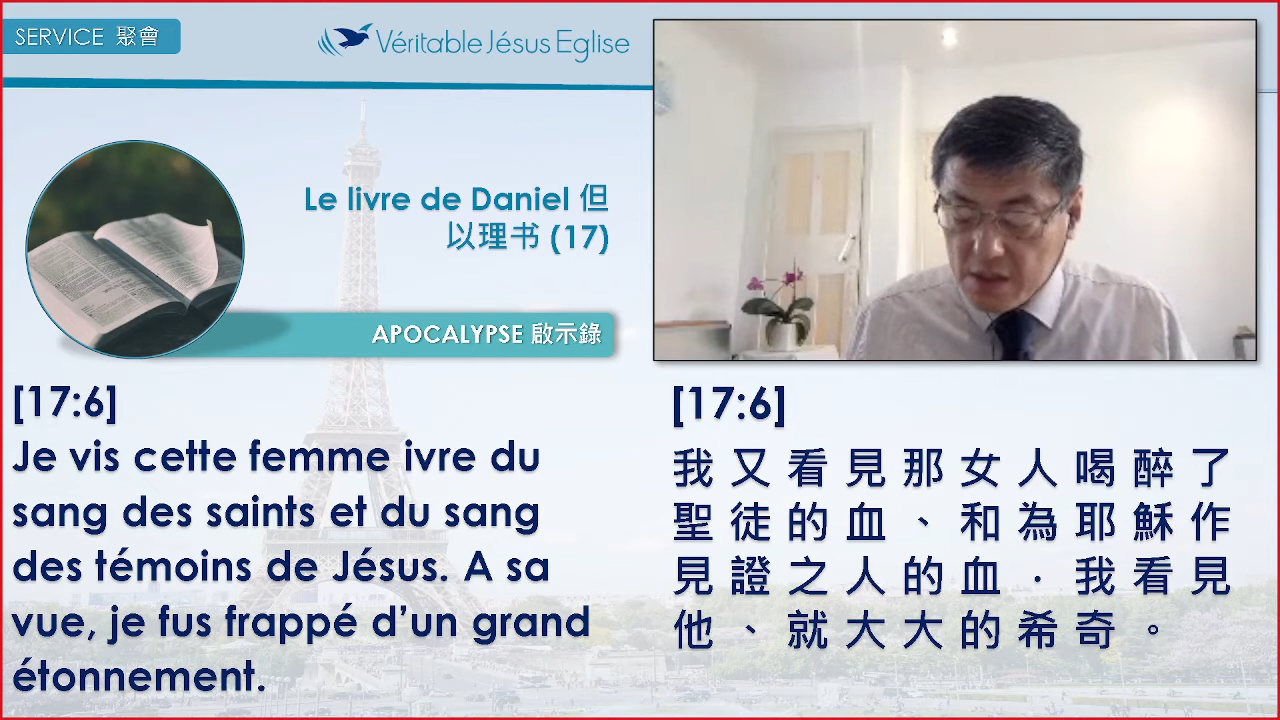 SERVICE 聚會
Véritable Jésus Eglise
Le livre de Daniel 但
以理书 (17)
APOCALYPSE 啟示錄
[17:6]
Je vis cette femme ivre du
sang des saints et du sang
des témoins de Jésus. A sa
vue, je fus frappé d’un grand
étonnement.
[17:6]
我又看見那女人喝醉了
聖徒的血、和為耶穌作
見證之人的血．我看見
他、就大大的希奇。